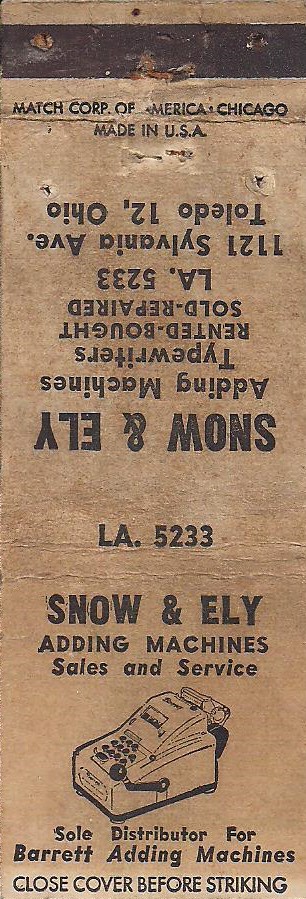 MATCH CORP. OF AMERICA · CHICAGO
MADE IN U.S.A.
SNOW & ELY
Adding Machines
Typewriters
RENTED-BOUGHT
SOLD-REPAIRED
LA. 5233
1121 Sylvania Ave.
Toledo 12, Ohio
LA. 5233
SNOW & ELY
ADDING MACHINES
Sales and Service
Barrett
Sole Distributor For
Barrett Adding Machines
CLOSE COVER BEFORE STRIKING